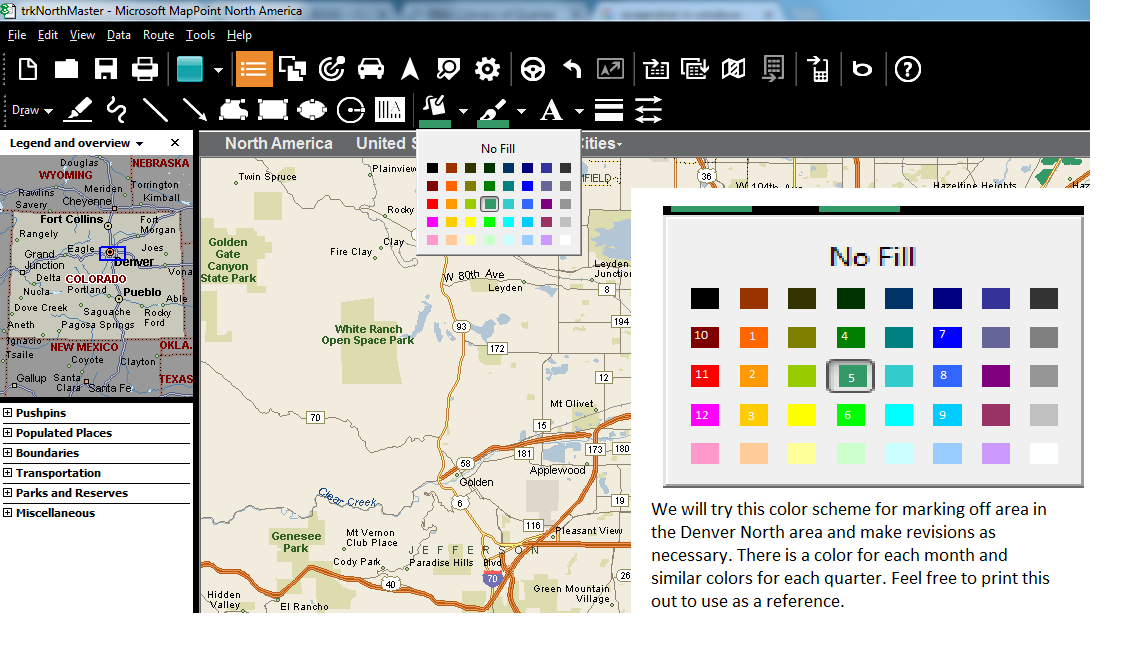 trkNorthMaster - Microsoft MapPoint North America
File Edit View Data Route Tools Help
Draw
A
Legend and overview
North America United S Cities
No Fill
Douglas
NEBRASKA
WYOMING
Rawlins
Meriden
Torrington
Savery
Cheyenne
Kimball
Fort Collins
Fort
Morgan
Rangely
Eagle
Joes
Grand
Junction
Denver
Vona
Delta
COLORADO
Nucla
Portland
Pueblo
Able
Dove Creek
Saguache
Rocky
Ford
Aneth
Pagosa Springs
Ignacio
NEW MEXICO
OKLA.
Tsaile
Coyote
Clayton
Gallup
Santa
Clara
Santa Fe
TEXAS
Pushpins
Populated Places
Boundaries
Transportation
Parks and Reserves
Miscellaneous
Twin Spruce
Plainview
Rocky
Clay
Fire Clay
Golden
Gate
Canyon
State Park
W 80th Ave
Leyden
Leyden
Junction
8
White Ranch
Open Space Park
93
172
194
12
Mt Olivet
70
15
181
173
180
58
Applewood
Golden
Clear Creek
6
19
116
Pleasant View
Genesee
Park
Mt Vernon
Club Place
JEFFERSON
Cody Park
Paradise Hills
Blvd
70
40
26
Green Mountain
Village
Hidden
Valley
El Rancho
FIELD
36
W 104th Ave
Hazeltine Heights
Haz
No Fill
10 1 4 7
11 2 5 8
12 3 6 9
We will try this color scheme for marking off area in
the Denver North area and make revisions as
necessary. There is a color for each month and
similar colors for each quarter. Feel free to print this
out to use as a reference.